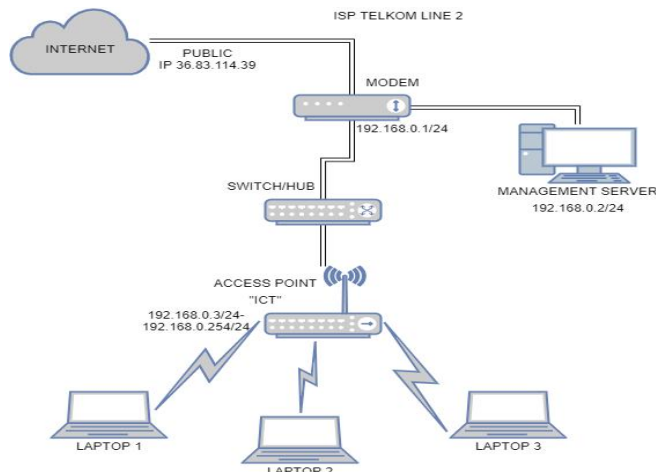 ISP TELKOM LINE 2
INTERNET
PUBLIC
IP 36.83.114.39
MODEM
192.168.0.1/24
SWITCH/HUB
MANAGEMENT SERVER
192.168.0.2/24
ACCESS POINT
"ICT"
192.168.0.3/24-
192.168.0.254/24
LAPTOP 1
LAPTOP 2
LAPTOP 3